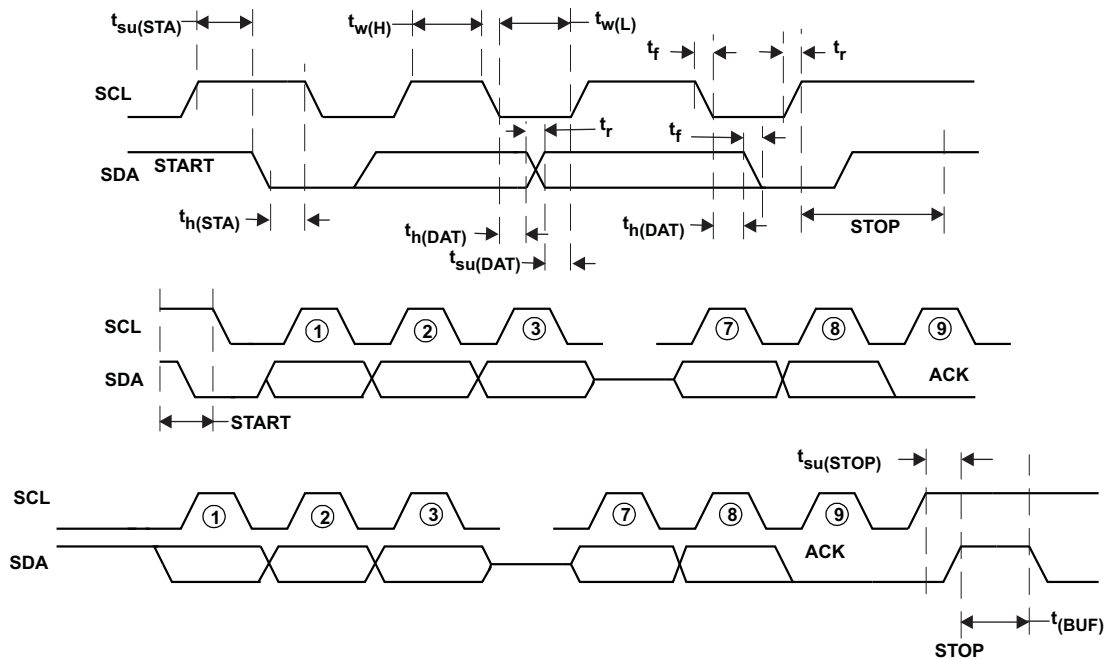 tsu(STA) tw(H) tw(L)
tf tr
SCL
tr tf
SDA START
th(STA) th(DAT) th(DAT) STOP
tsu(DAT)
SCL 1 2 3 7 8 9
SDA ACK
START
tsu(STOP)
SCL 1 2 3 7 8 9
SDA ACK
t(BUF)
STOP